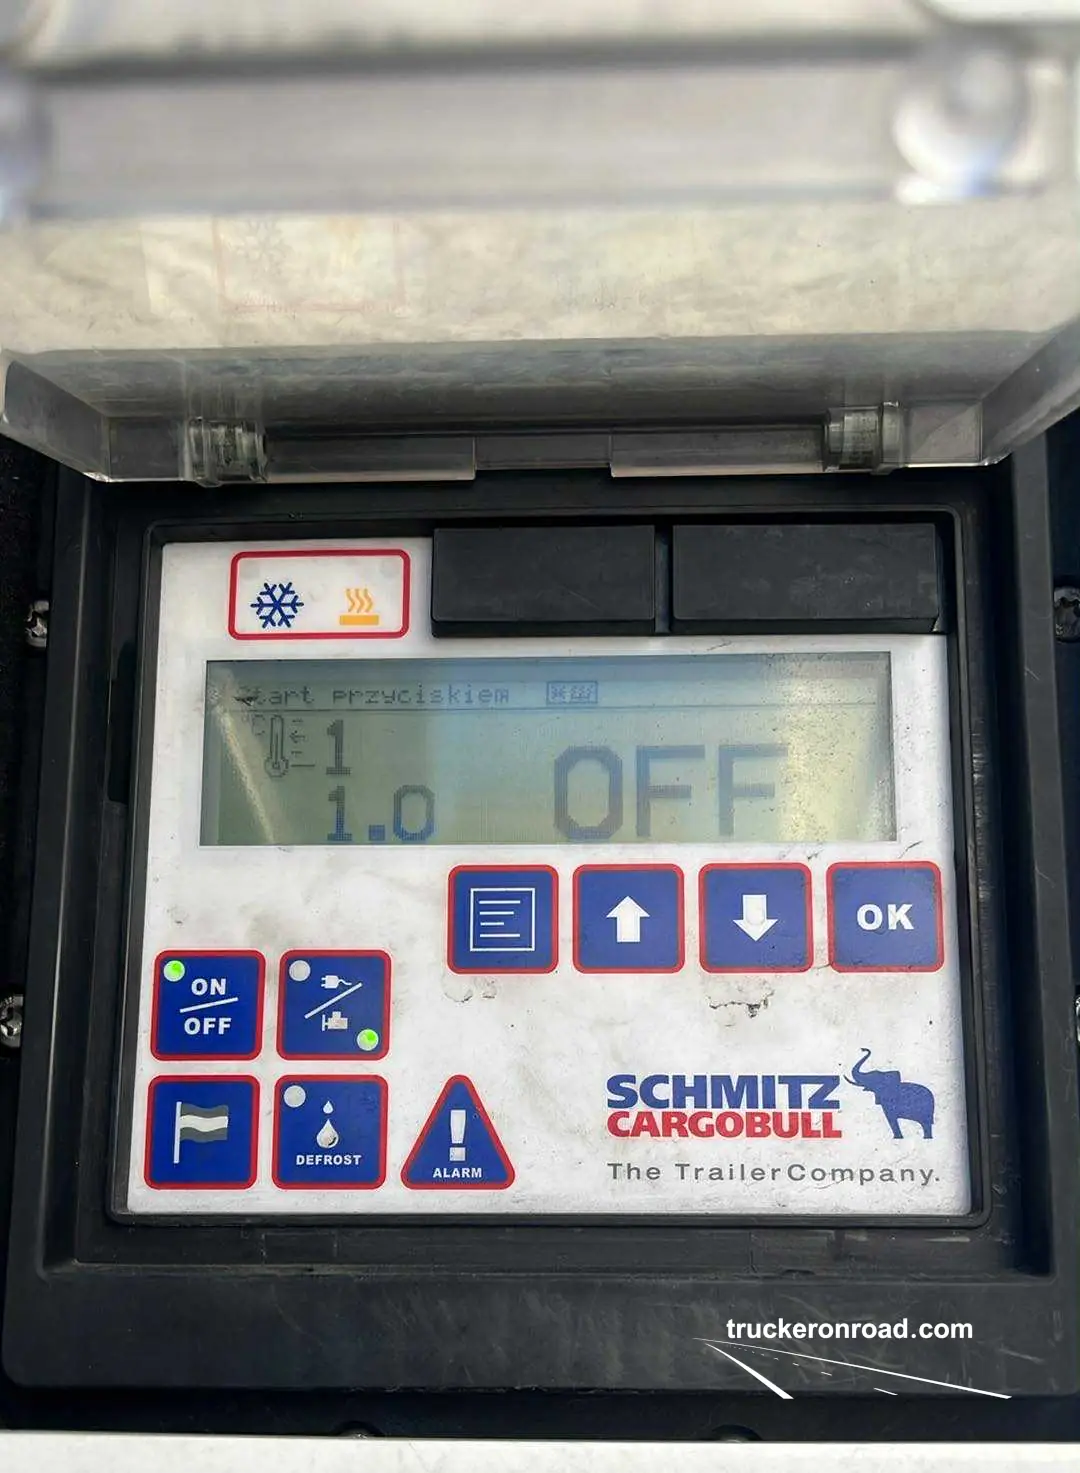 Start przyciskiem
°C 1
1.0
OFF
OK
ON
OFF
DEFROST
ALARM
SCHMITZ
CARGOBULL
The TrailerCompany.
truckeronroad.com